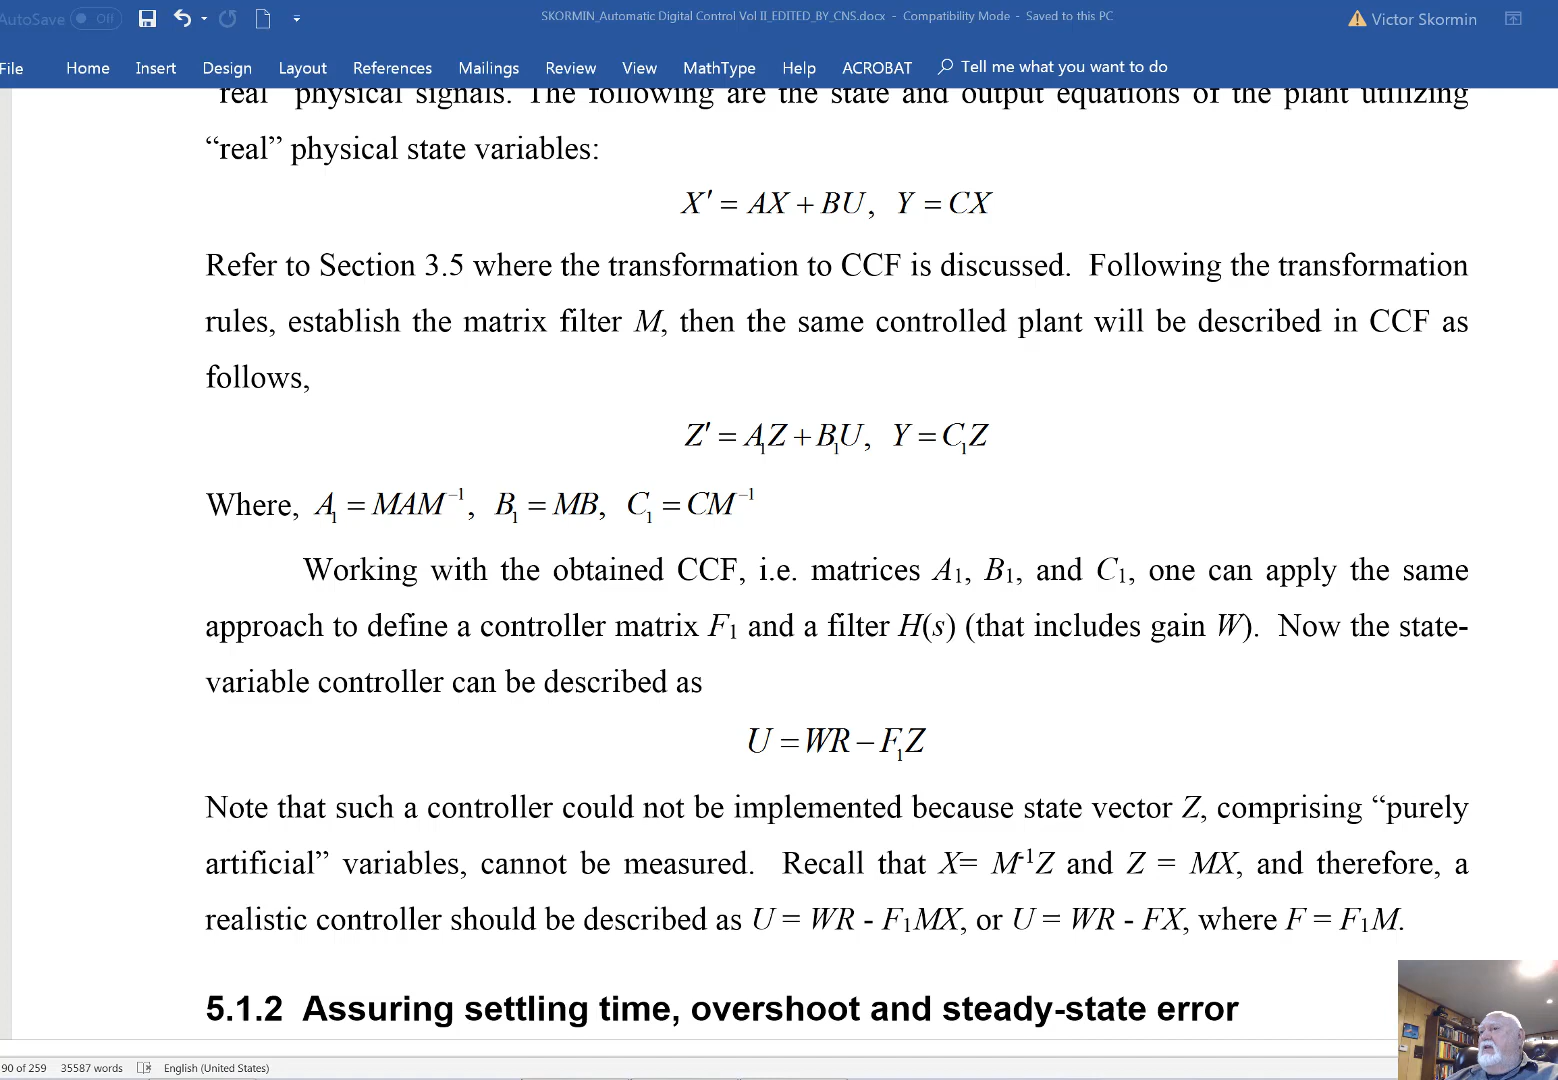 AutoSave Off SKORMIN_Automatic Digital Control Vol II_EDITED_BY_CNS.docx - Compatibility Mode - Saved to this PC Victor Skormin
File Home Insert Design Layout References Mailings Review View MathType Help ACROBAT Tell me what you want to do
“real” physical signals. The following are the state and output equations of the plant utilizing
“real” physical state variables:
X′ = AX + BU, Y = CX
Refer to Section 3.5 where the transformation to CCF is discussed. Following the transformation
rules, establish the matrix filter M, then the same controlled plant will be described in CCF as
follows,
Z′ = A₁Z + B₁U, Y = C₁Z
Where, A₁ = MAM⁻¹, B₁ = MB, C₁ = CM⁻¹
Working with the obtained CCF, i.e. matrices A₁, B₁, and C₁, one can apply the same
approach to define a controller matrix F₁ and a filter H(s) (that includes gain W). Now the state-
variable controller can be described as
U = WR − F₁Z
Note that such a controller could not be implemented because state vector Z, comprising “purely
artificial” variables, cannot be measured. Recall that X= M⁻¹Z and Z = MX, and therefore, a
realistic controller should be described as U = WR - F₁MX, or U = WR - FX, where F = F₁M.
5.1.2 Assuring settling time, overshoot and steady-state error
90 of 259 35587 words English (United States)